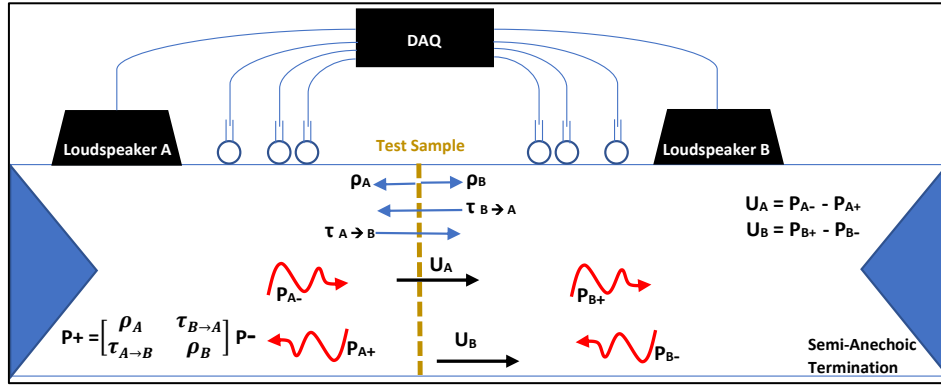 DAQ
Loudspeaker A
Loudspeaker B
Test Sample
ρA
ρB
τ B→A
τ A→B
UA = PA- - PA+
UB = PB+ - PB-
UA
PA-
PB+
P+ =[ρA τB→A
τA→B ρB] P-
PA+
UB
PB-
Semi-Anechoic
Termination